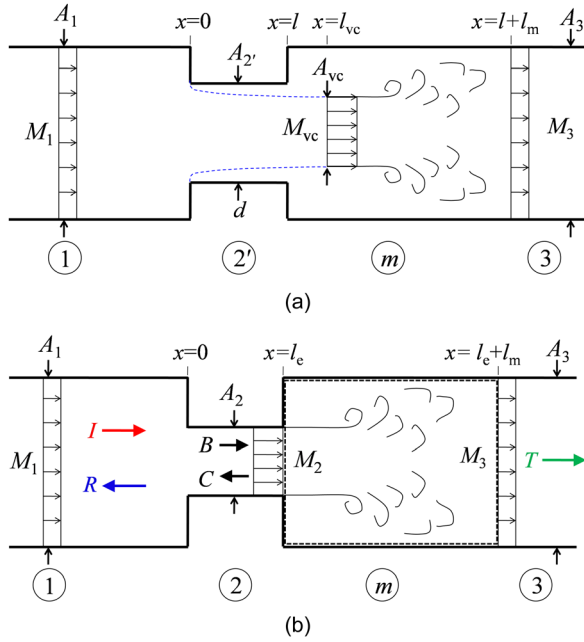 A1 x=0 x=l x=lvc x=l+lm A3
A2′ Avc
M1 Mvc M3
d
1 2′ m 3
(a)
A1 x=0 x=le x=le+lm A3
A2
I B
M1 M2 M3 T
R C
1 2 m 3
(b)